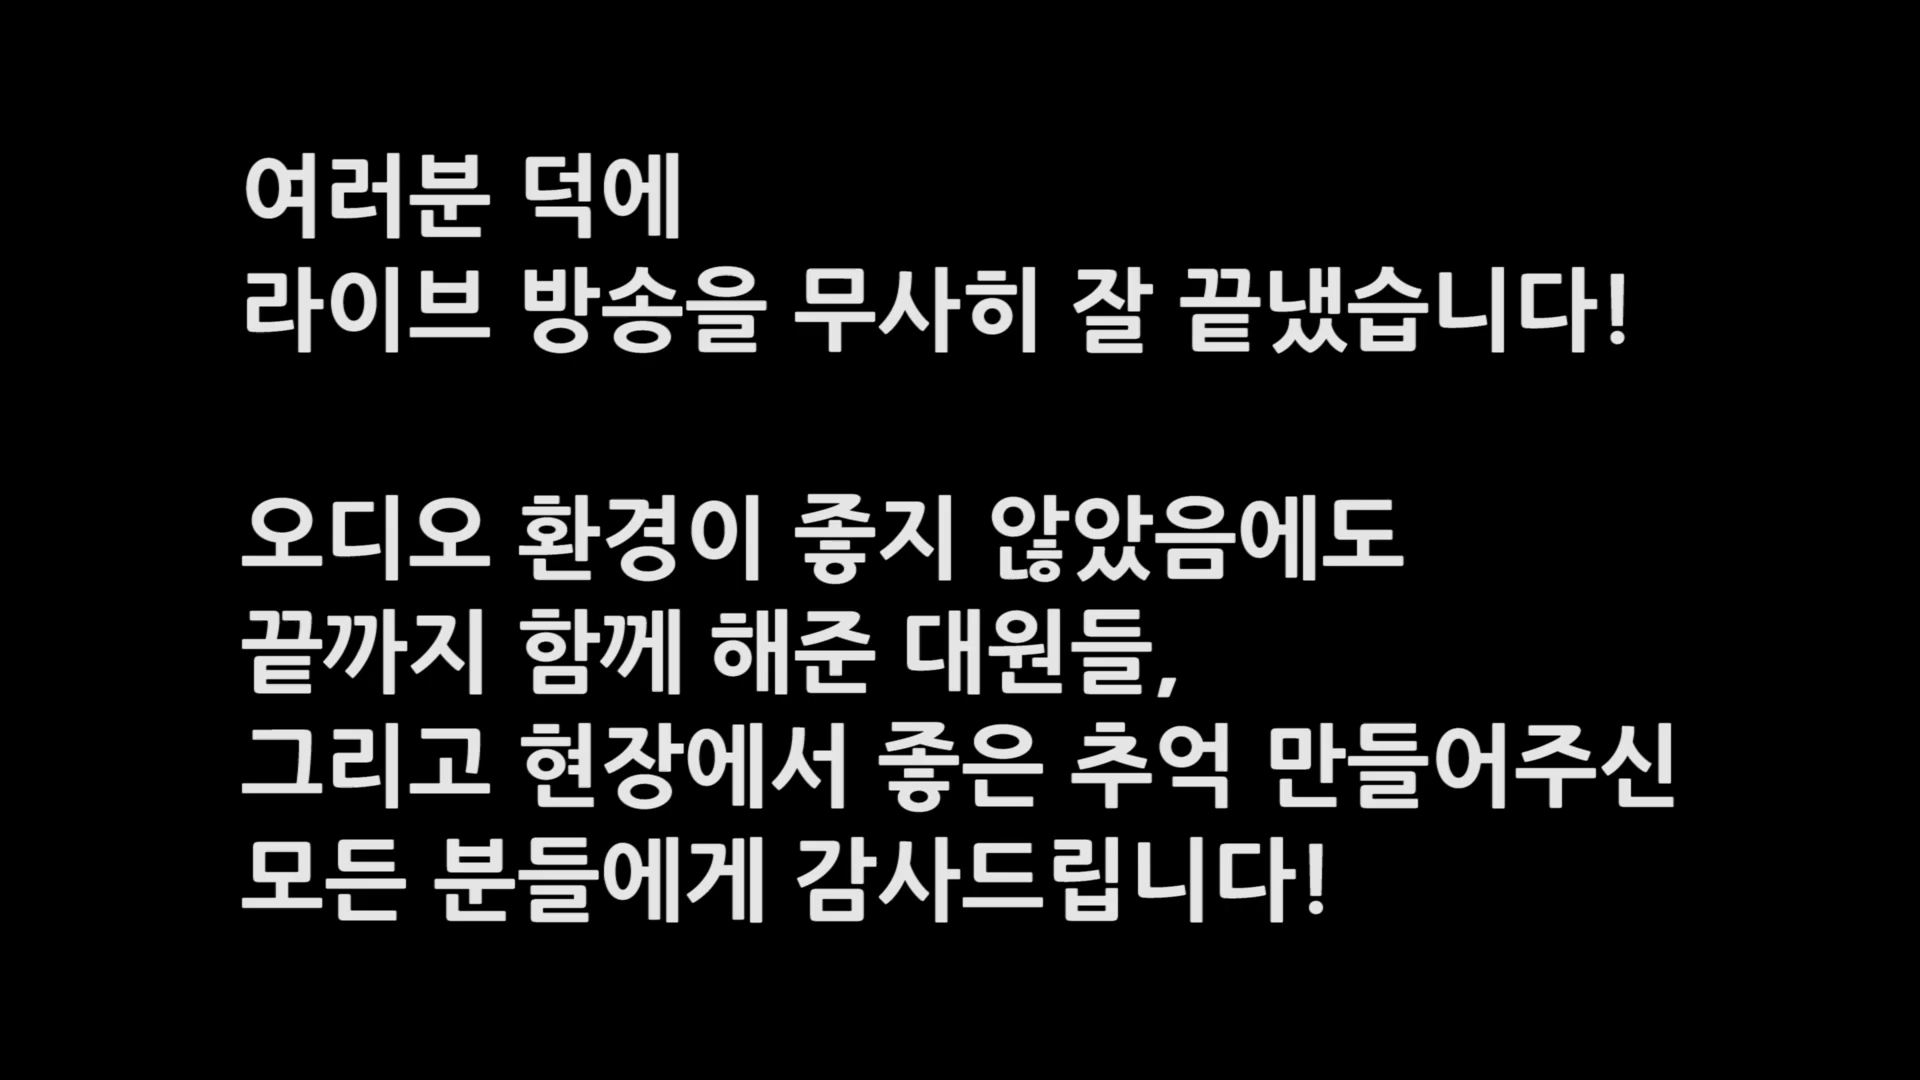 여러분 덕에
라이브 방송을 무사히 잘 끝냈습니다!
오디오 환경이 좋지 않았음에도
끝까지 함께 해준 대원들,
그리고 현장에서 좋은 추억 만들어주신
모든 분들에게 감사드립니다!